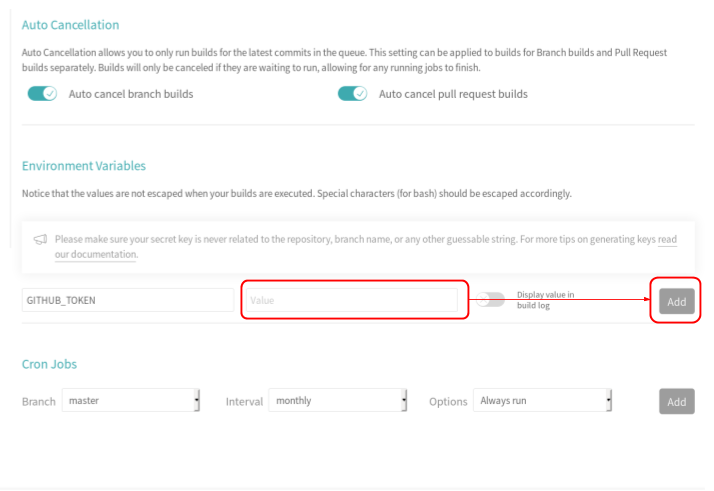 Auto Cancellation
Auto Cancellation allows you to only run builds for the latest commits in the queue. This setting can be applied to builds for Branch builds and Pull Request
builds separately. Builds will only be canceled if they are waiting to run, allowing for any running jobs to finish.
Auto cancel branch builds Auto cancel pull request builds
Environment Variables
Notice that the values are not escaped when your builds are executed. Special characters (for bash) should be escaped accordingly.
Please make sure your secret key is never related to the repository, branch name, or any other guessable string. For more tips on generating keys read
our documentation.
GITHUB_TOKEN Value Display value in
build log
Add
Cron Jobs
Branch master Interval monthly Options Always run Add